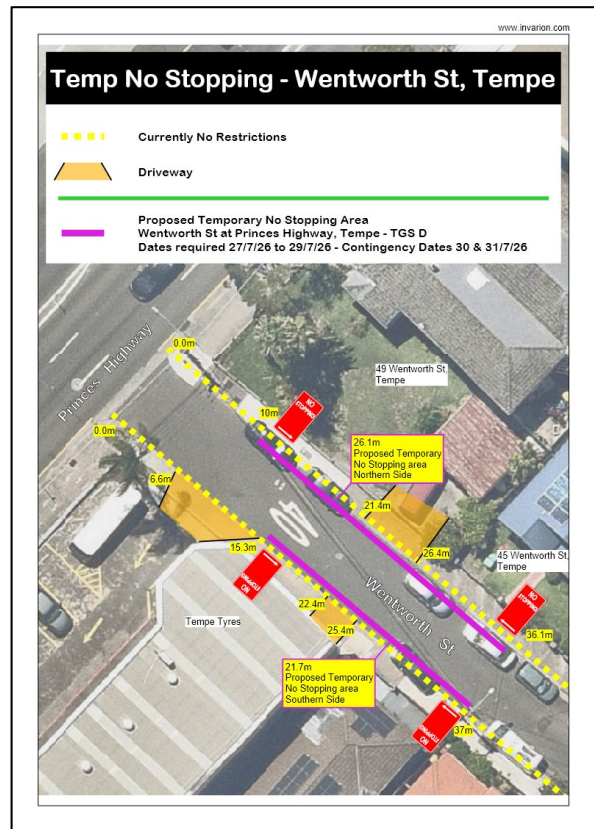 www.invarion.com
Temp No Stopping - Wentworth St, Tempe
Currently No Restrictions
Driveway
Proposed Temporary No Stopping Area
Wentworth St at Princes Highway, Tempe - TGS D
Dates required 27/7/26 to 29/7/26 - Contingency Dates 30 & 31/7/26
Princes Highway
0.0m
49 Wentworth St,
Tempe
10m
NO
STOPPING
0.0m
26.1m
Proposed Temporary
No Stopping area
Northern Side
6.6m
21.4m
15.3m
26.4m
45 Wentworth St,
Tempe
NO
STOPPING
Wentworth St
NO
STOPPING
22.4m
Tempe Tyres
25.4m
36.1m
21.7m
Proposed Temporary
No Stopping area
Southern Side
NO
STOPPING
37m